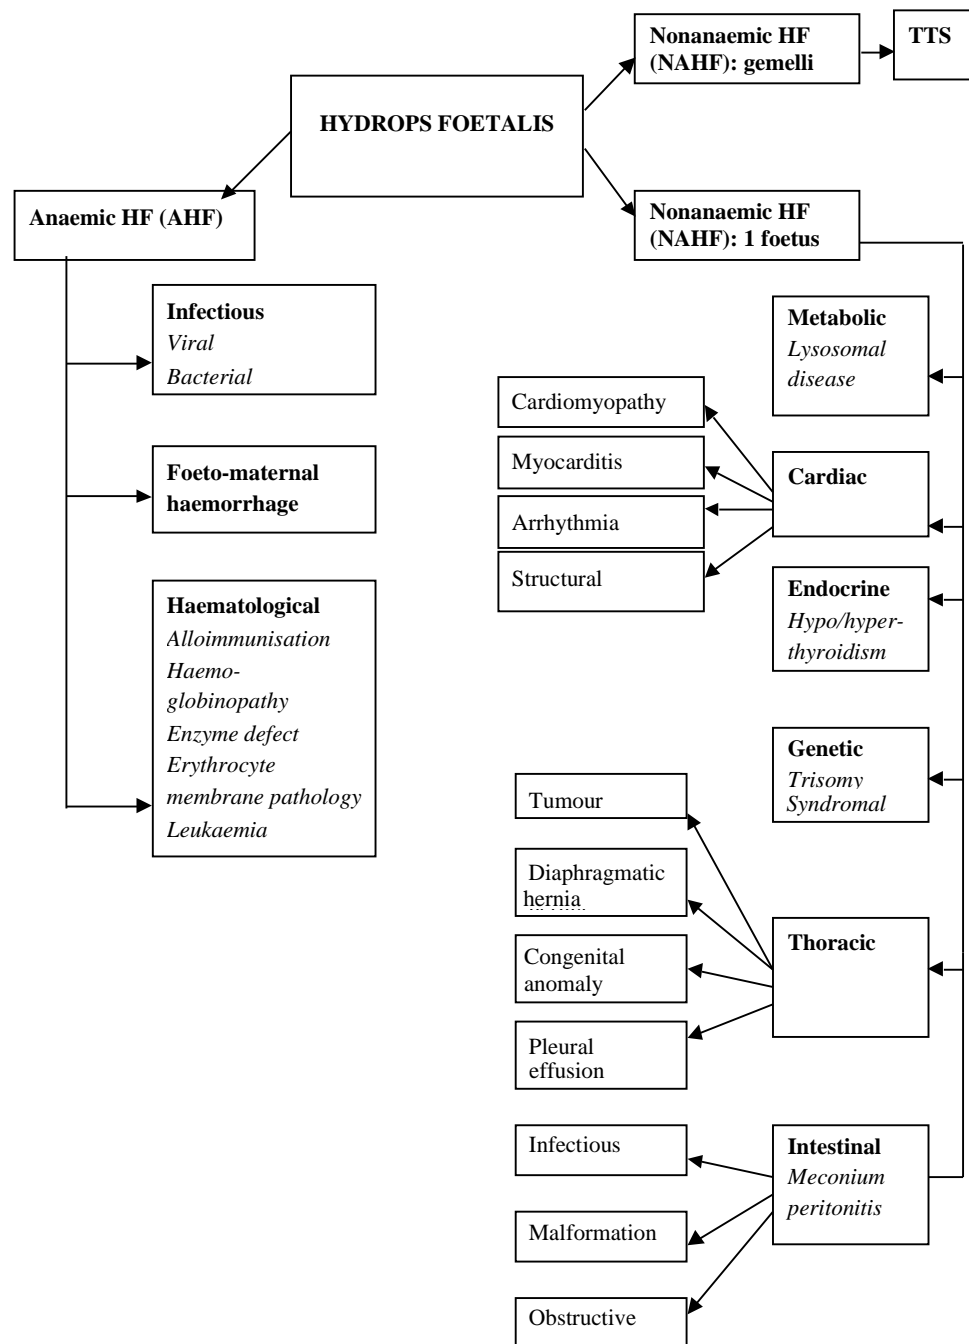 Nonanaemic HF
(NAHF): gemelli
TTS
HYDROPS FOETALIS
Anaemic HF (AHF)
Nonanaemic HF
(NAHF): 1 foetus
Infectious
Viral
Bacterial
Foeto-maternal
haemorrhage
Haematological
Alloimmunisation
Haemo-
globinopathy
Enzyme defect
Erythrocyte
membrane pathology
Leukaemia
Metabolic
Lysosomal
disease
Cardiac
Cardiomyopathy
Myocarditis
Arrhythmia
Structural
Endocrine
Hypo/hyper-
thyroidism
Genetic
Trisomy
Syndromal
Thoracic
Tumour
Diaphragmatic
hernia
Congenital
anomaly
Pleural
effusion
Intestinal
Meconium
peritonitis
Infectious
Malformation
Obstructive